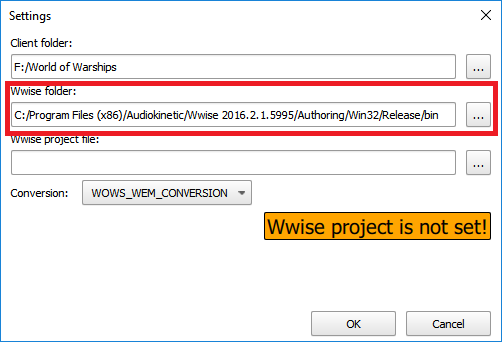 Settings
Client folder:
F:/World of Warships
...
Wwise folder:
C:/Program Files (x86)/Audiokinetic/Wwise 2016.2.1.5995/Authoring/Win32/Release/bin
...
Wwise project file:
...
Conversion: WOWS_WEM_CONVERSION
Wwise project is not set!
OK Cancel